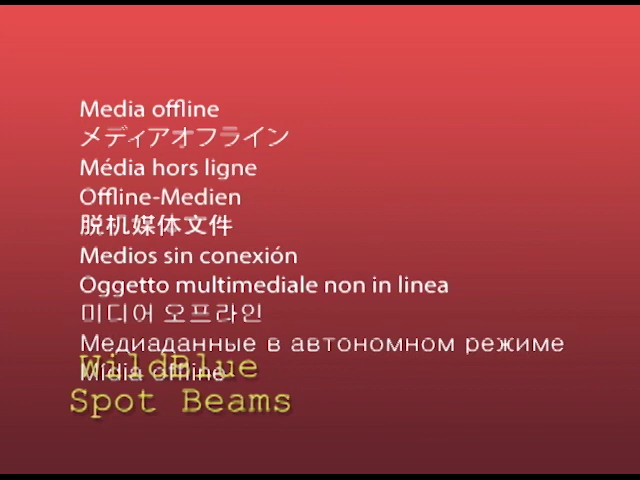 Media offline
メディアオフライン
Média hors ligne
Offline-Medien
脱机媒体文件
Medios sin conexión
Oggetto multimediale non in linea
미디어 오프라인
Медиаданные в автономном режиме
WildBlue
Mídia offline
Spot Beams